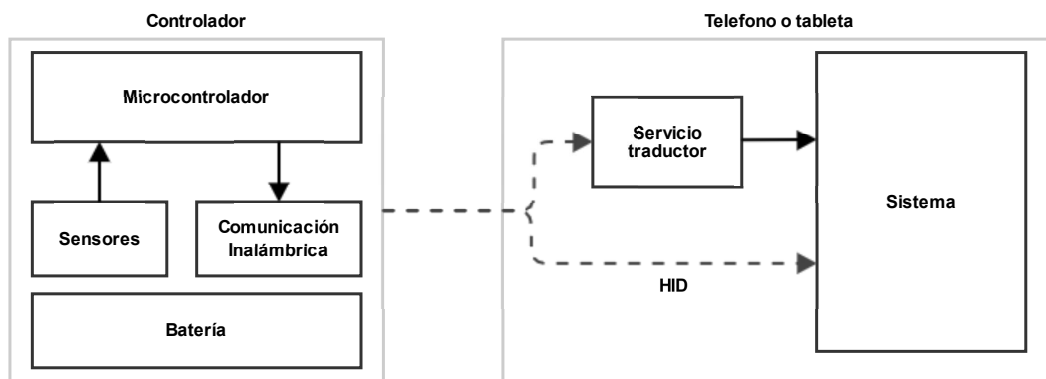 Controlador
Telefono o tableta
Microcontrolador
Servicio
traductor
Sistema
Sensores
Comunicación
Inalámbrica
HID
Batería